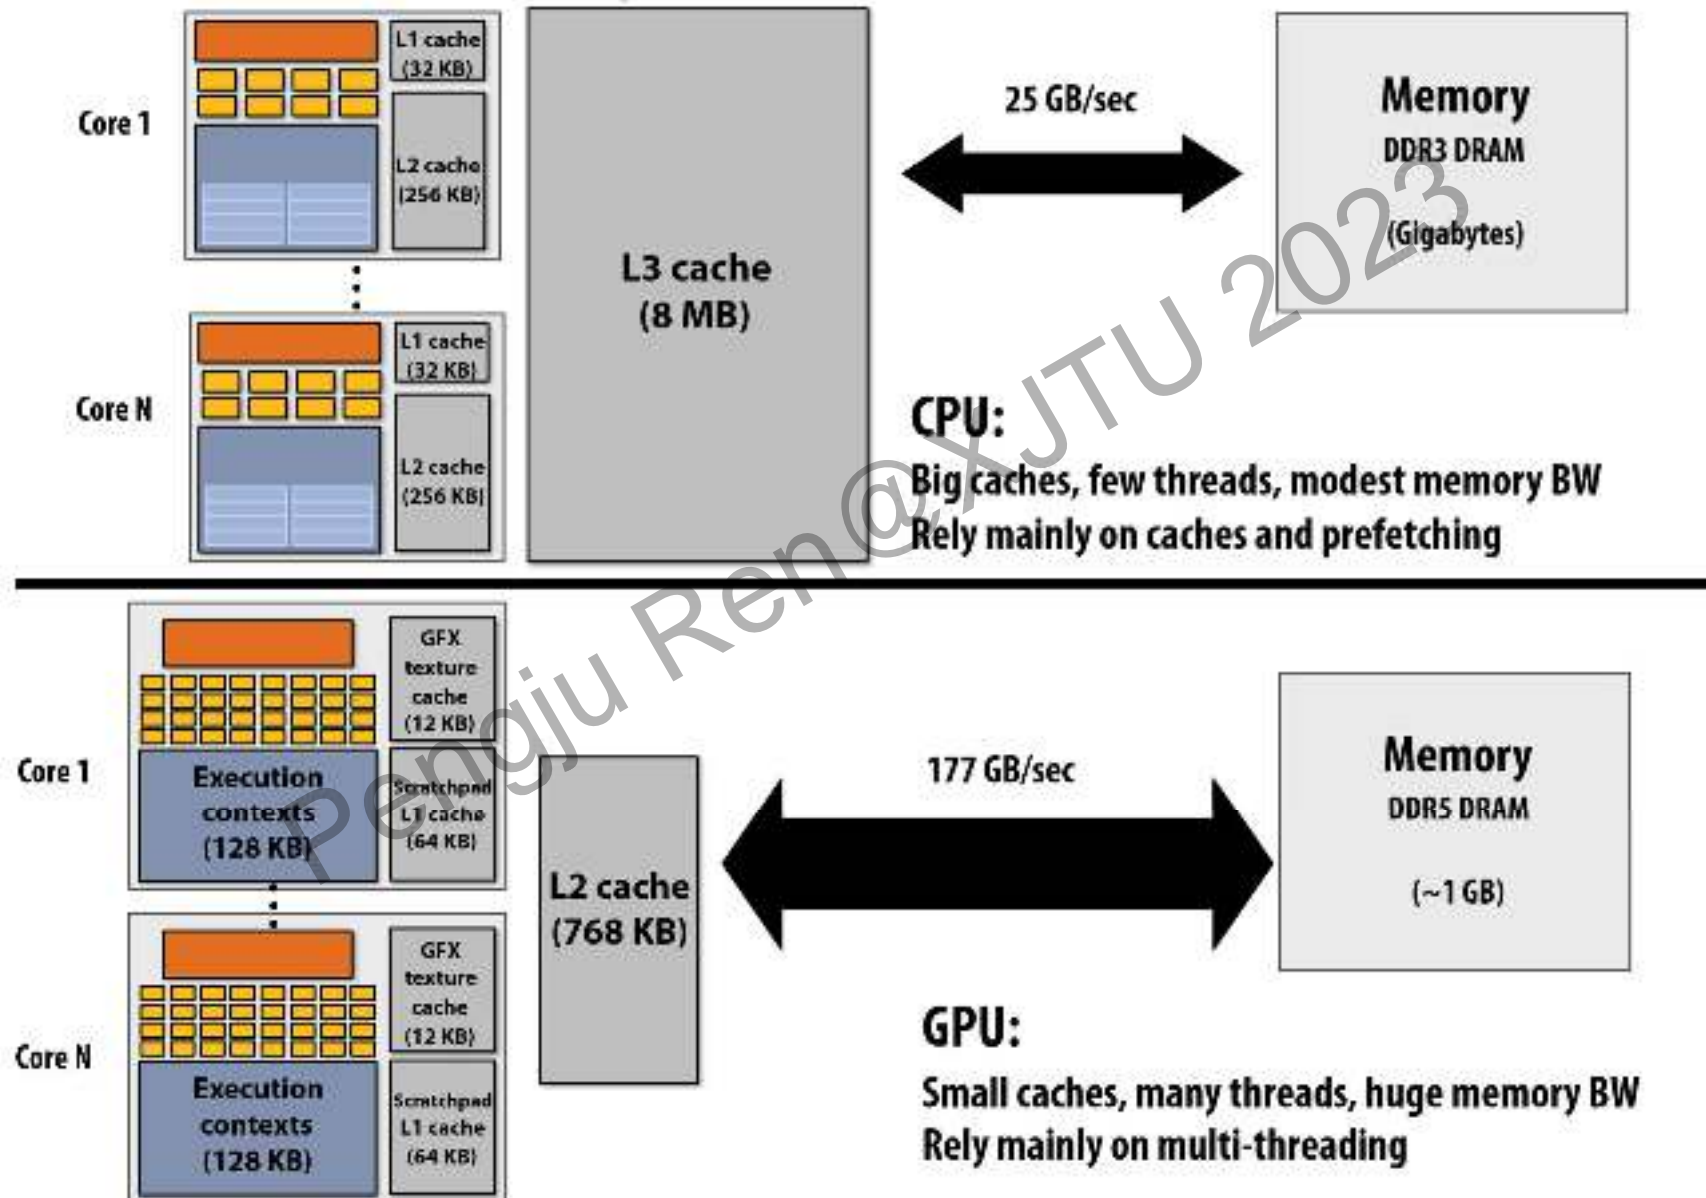 Core 1
L1 cache
(32 KB)
L2 cache
(256 KB)
Core N
L1 cache
(32 KB)
L2 cache
(256 KB)
L3 cache
(8 MB)
25 GB/sec
Memory
DDR3 DRAM
(Gigabytes)
CPU:
Big caches, few threads, modest memory BW
Rely mainly on caches and prefetching
Core 1
GFX
texture
cache
(12 KB)
Execution
contexts
(128 KB)
Scratchpad
L1 cache
(64 KB)
Core N
GFX
texture
cache
(12 KB)
Execution
contexts
(128 KB)
Scratchpad
L1 cache
(64 KB)
L2 cache
(768 KB)
177 GB/sec
Memory
DDR5 DRAM
(~1 GB)
GPU:
Small caches, many threads, huge memory BW
Rely mainly on multi-threading
Pengju Ren@XJTU 2023